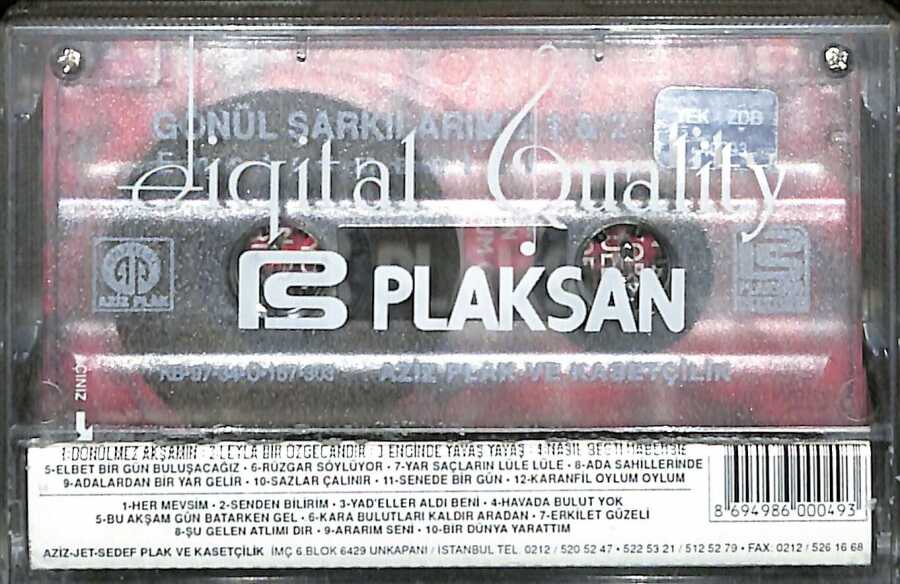 GÖNÜL ŞARKILARIM 1 & 2
TEK ZDB
Digital Quality
AZİZ PLAK
PLAKSAN
AZİZ PLAK VE KASETÇİLİK
AÇINIZ
1-DÖNÜLMEZ AKŞAMIN · 2-LEYLA BİR ÖZGECANDIR · 3-ENGİNDE YAVAŞ YAVAŞ
5-ELBET BİR GÜN BULUŞACAĞIZ · 6-RÜZGAR SÖYLÜYOR · 7-YAR SAÇLARIN LÜLE LÜLE · 8-ADA SAHİLLERİNDE
9-ADALARDAN BİR YAR GELİR · 10-SAZLAR ÇALINIR · 11-SENEDE BİR GÜN · 12-KARANFİL OYLUM OYLUM
1-HER MEVSİM · 2-SENDEN BİLİRİM · 3-YAD'ELLER ALDI BENİ · 4-HAVADA BULUT YOK
5-BU AKŞAM GÜN BATARKEN GEL · 6-KARA BULUTLARI KALDIR ARADAN · 7-ERKİLET GÜZELİ
8-ŞU GELEN ATLIMI DIR · 9-ARARIM SENİ · 10-BİR DÜNYA YARATTIM
8 694986 000493
AZİZ-JET-SEDEF PLAK VE KASETÇİLİK İMÇ 6.BLOK 6429 UNKAPANI / İSTANBUL TEL. 0212 / 520 52 47 · 522 53 21 / 512 52 79 · FAX: 0212 / 526 16 68